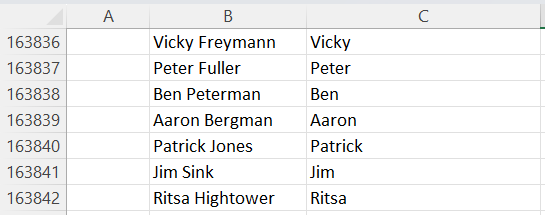 A B C
163836 Vicky Freymann Vicky
163837 Peter Fuller Peter
163838 Ben Peterman Ben
163839 Aaron Bergman Aaron
163840 Patrick Jones Patrick
163841 Jim Sink Jim
163842 Ritsa Hightower Ritsa